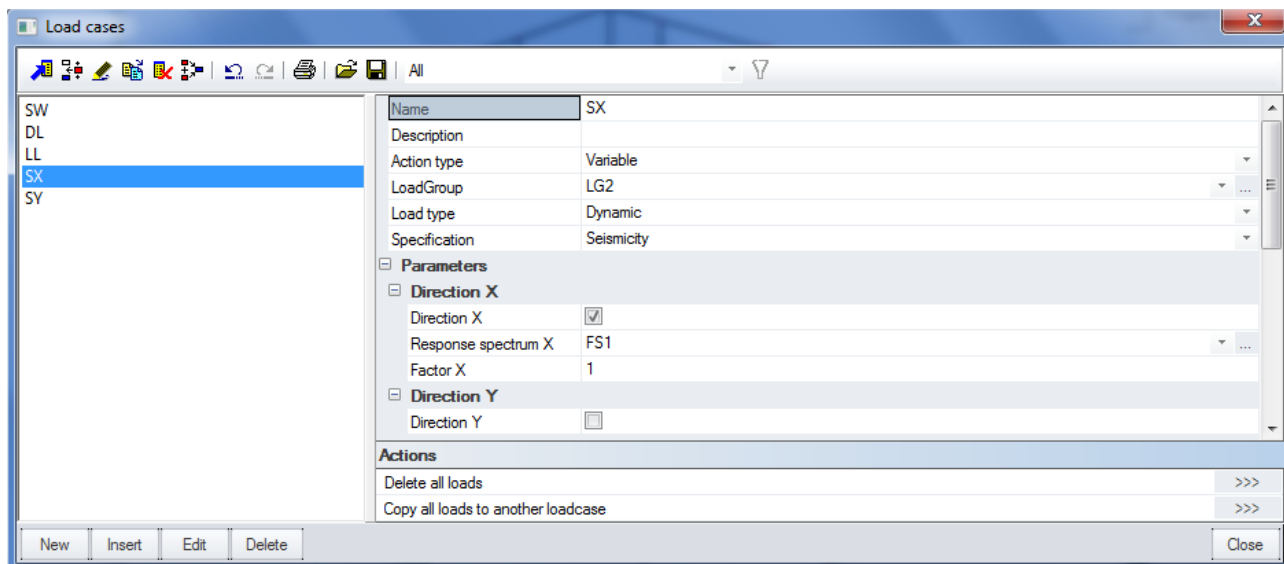 Load cases
All
SW
DL
LL
SX
SY
Name SX
Description
Action type Variable
LoadGroup LG2 ...
Load type Dynamic
Specification Seismicity
Parameters
Direction X
Direction X
Response spectrum X FS1 ...
Factor X 1
Direction Y
Direction Y
Actions
Delete all loads >>>
Copy all loads to another loadcase >>>
New Insert Edit Delete Close